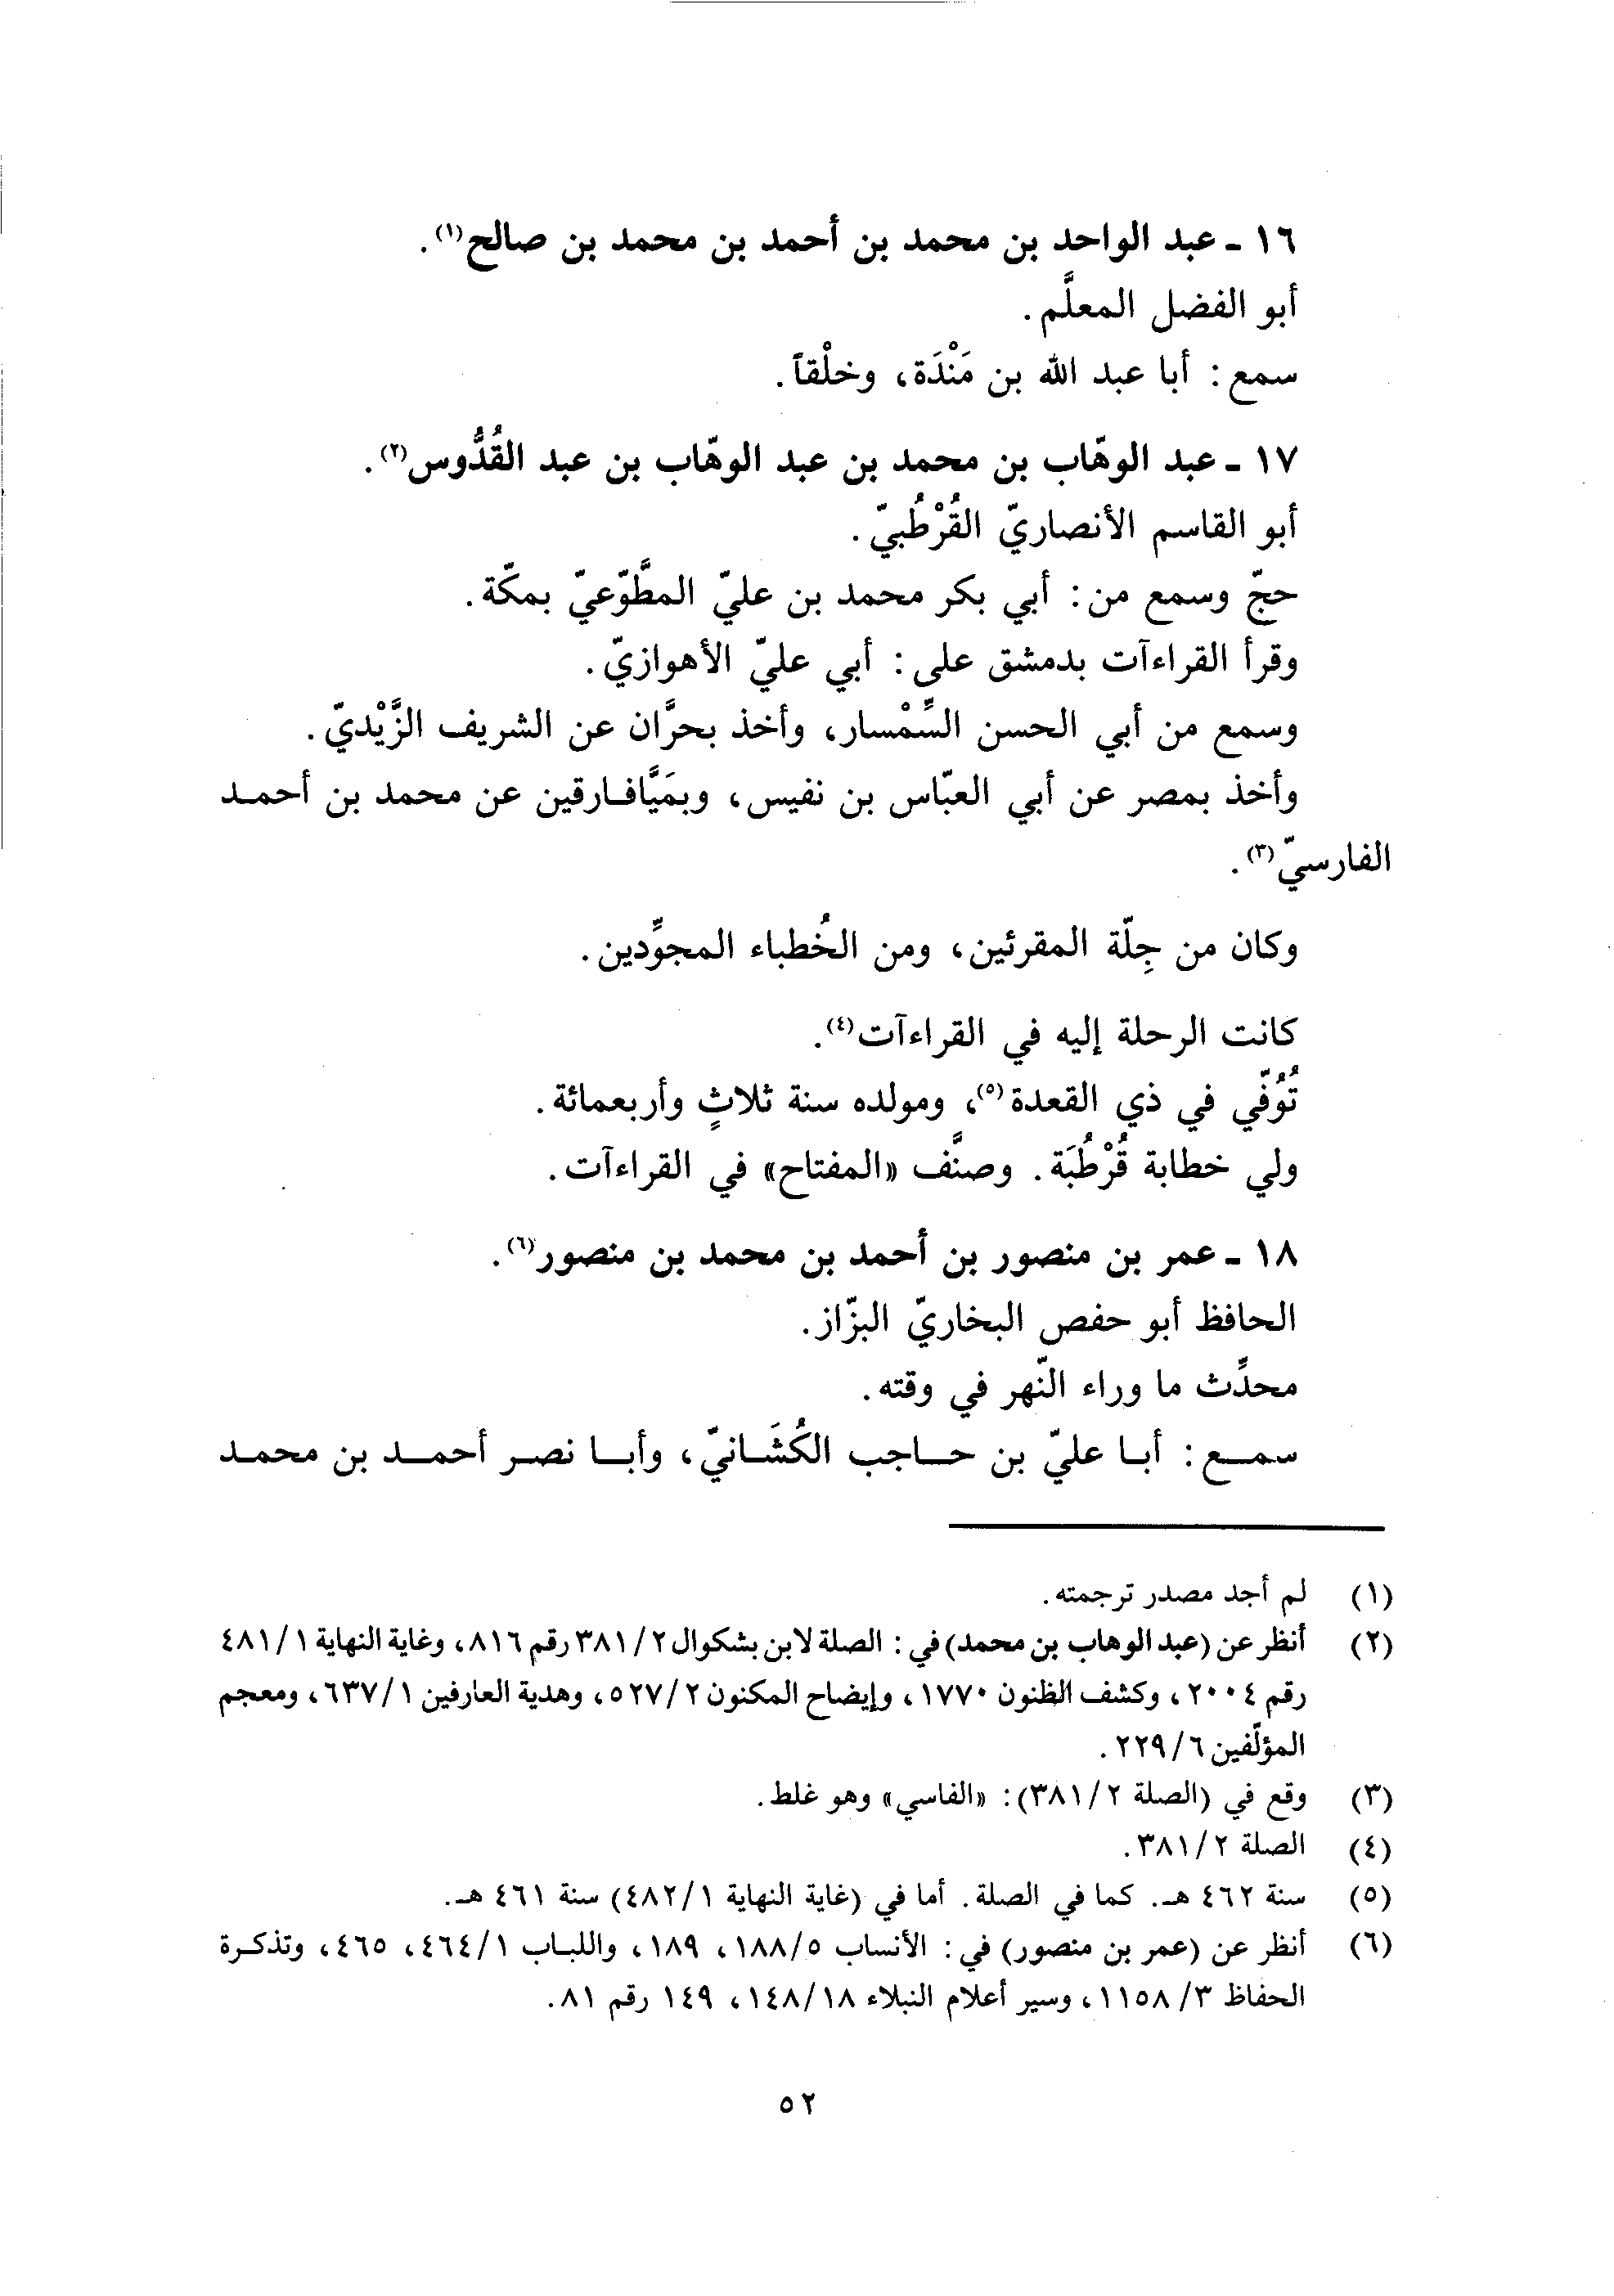 ١٦ ـ عبد الواحد بن محمد بن أحمد بن محمد بن صالح(١).
أبو الفضل المعلَّم.
سمع: أبا عبد الله بن مَنْدَة، وخلْقاً.
١٧ ـ عبد الوهّاب بن محمد بن عبد الوهّاب بن عبد القُدُّوس(٢).
أبو القاسم الأنصاريّ القُرْطُبيّ.
حجّ وسمع من: أبي بكر محمد بن عليّ المطَّوّعيّ بمكّة.
وقرأ القراءآت بدمشق على: أبي عليّ الأهوازيّ.
وسمع من أبي الحسن السِّمْسار، وأخذ بحرَّان عن الشريف الزَّيْديّ.
وأخذ بمصر عن أبي العبّاس بن نفيس، وبمَيَّافارقين عن محمد بن أحمد
الفارسيّ(٣).
وكان من جِلّة المقرئين، ومن الخُطباء المجوِّدين.
كانت الرحلة إليه في القراءآت(٤).
تُوُفّي في ذي القعدة(٥)، ومولده سنة ثلاثٍ وأربعمائة.
ولي خطابة قُرْطُبَة. وصنَّف «المفتاح» في القراءآت.
١٨ ـ عمر بن منصور بن أحمد بن محمد بن منصور(٦).
الحافظ أبو حفص البخاريّ البزّاز.
محدِّث ما وراء النّهر في وقته.
سمع: أبا عليّ بن حاجب الكُشَانيّ، وأبا نصر أحمد بن محمد
(١) لم أجد مصدر ترجمته.
(٢) أنظر عن (عبد الوهاب بن محمد) في: الصلة لابن بشكوال ٢/ ٣٨١ رقم ٨١٦، وغاية النهاية ١/ ٤٨١
رقم ٢٠٠٤، وكشف الظنون ١٧٧٠، وإيضاح المكنون ٢/ ٥٢٧، وهدية العارفين ١/ ٦٣٧، ومعجم
المؤلّفين ٦/ ٢٢٩.
(٣) وقع في (الصلة ٢/ ٣٨١): «الفاسي» وهو غلط.
(٤) الصلة ٢/ ٣٨١.
(٥) سنة ٤٦٢ هـ. كما في الصلة. أما في (غاية النهاية ١/ ٤٨٢) سنة ٤٦١ هـ.
(٦) أنظر عن (عمر بن منصور) في: الأنساب ٥/ ١٨٨، ١٨٩، واللباب ١/ ٤٦٤، ٤٦٥، وتذكرة
الحفاظ ٣/ ١١٥٨، وسير أعلام النبلاء ١٨/ ١٤٨، ١٤٩ رقم ٨١.
٥٢